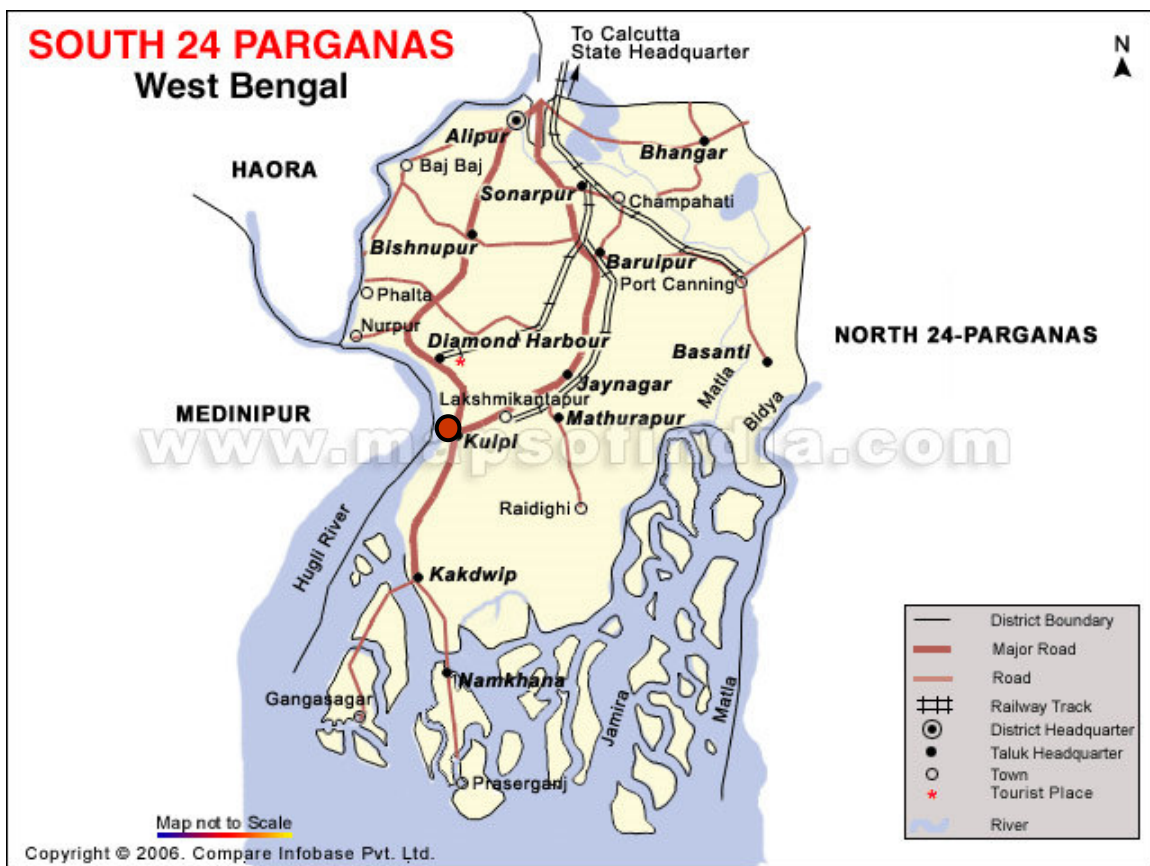 SOUTH 24 PARGANAS
West Bengal
To Calcutta
State Headquarter
N
Alipur
Bhangar
HAORA
Baj Baj
Sonarpur
Champahati
Bishnupur
Baruipur
Port Canning
Phalta
Nurpur
NORTH 24-PARGANAS
Diamond Harbour
Basanti
Jaynagar
Matla
Lakshmikantapur
Bidya
MEDINIPUR
Mathurapur
www.mapsofindia.com
Kulpi
Raidighi
Hugli River
Kakdwip
Namkhana
Gangasagar
Jamira
Matla
Praserganj
District Boundary
Major Road
Road
Railway Track
District Headquarter
Taluk Headquarter
Town
Tourist Place
River
Map not to Scale
Copyright © 2006. Compare Infobase Pvt. Ltd.